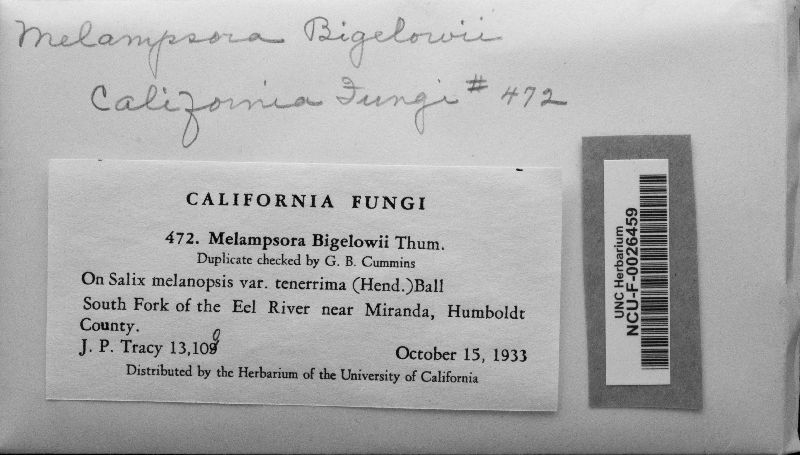 Melampsora Bigelowii
California Fungi # 472
CALIFORNIA FUNGI
472. Melampsora Bigelowii Thum.
Duplicate checked by G. B. Cummins
On Salix melanopsis var. tenerrima (Hend.)Ball
South Fork of the Eel River near Miranda, Humboldt
County.
J. P. Tracy 13,109
October 15, 1933
Distributed by the Herbarium of the University of California
UNC Herbarium
NCU-F-0026459